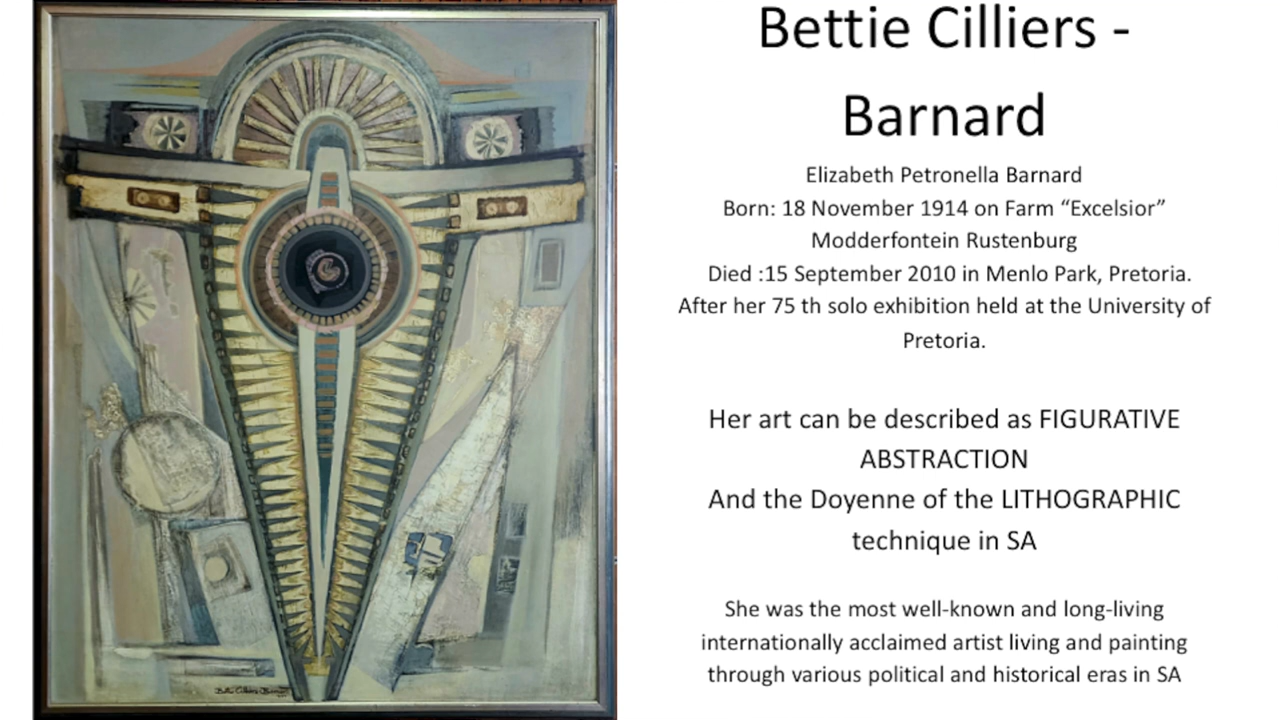 Bettie Cilliers -
Barnard
Elizabeth Petronella Barnard
Born: 18 November 1914 on Farm “Excelsior”
Modderfontein Rustenburg
Died :15 September 2010 in Menlo Park, Pretoria.
After her 75 th solo exhibition held at the University of
Pretoria.
Her art can be described as FIGURATIVE
ABSTRACTION
And the Doyenne of the LITHOGRAPHIC
technique in SA
She was the most well-known and long-living
internationally acclaimed artist living and painting
through various political and historical eras in SA
Bettie Cilliers-Barnard